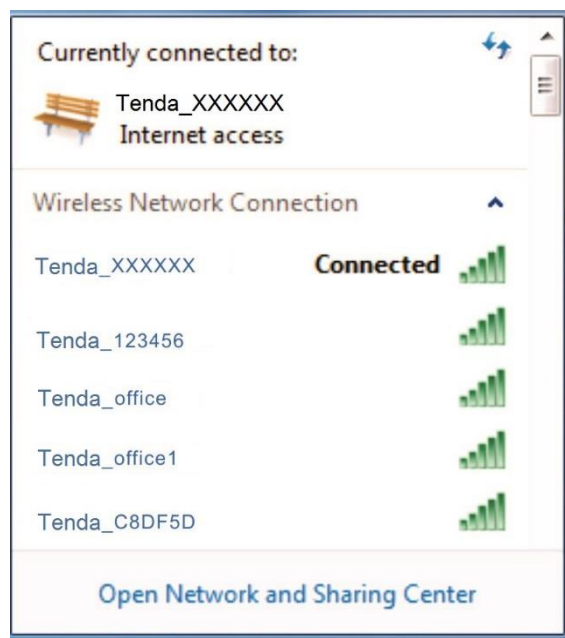 Currently connected to:
Tenda_XXXXXX
Internet access
Wireless Network Connection
Tenda_XXXXXX Connected
Tenda_123456
Tenda_office
Tenda_office1
Tenda_C8DF5D
Open Network and Sharing Center